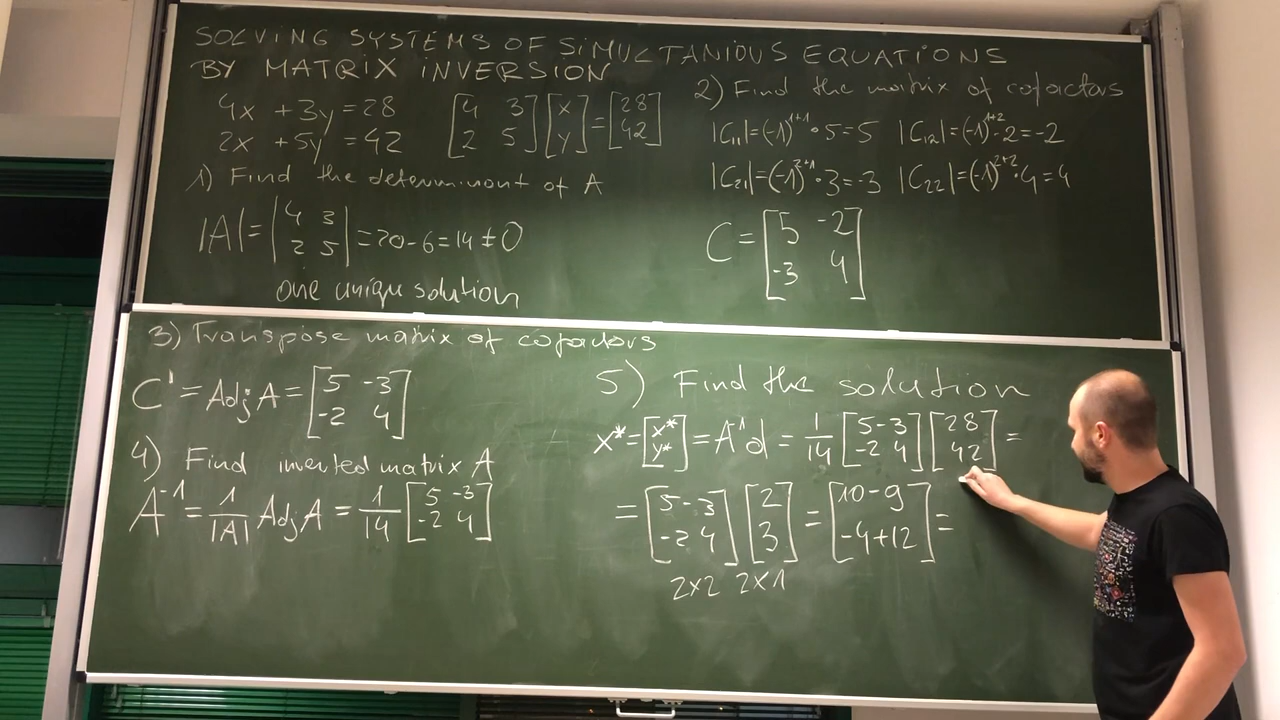 SOLVING SYSTEMS OF SIMULTANIOUS EQUATIONS
BY MATRIX INVERSION
4x + 3y = 28
2x + 5y = 42
[4 3; 2 5] [x; y] = [28; 42]
1) Find the determinant of A
|A| = |4 3; 2 5| = 20 - 6 = 14 ≠ 0
one unique solution
2) Find the matrix of cofactors
|C11| = (-1)^1+1 · 5 = 5 |C12| = (-1)^1+2 · 2 = -2
|C21| = (-1)^2+1 · 3 = -3 |C22| = (-1)^2+2 · 4 = 4
C = [5 -2; -3 4]
3) Transpose matrix of cofactors
C' = Adj A = [5 -3; -2 4]
4) Find inverted matrix A
A^-1 = 1/|A| Adj A = 1/14 [5 -3; -2 4]
5) Find the solution
x* = [x*; y*] = A^-1 d = 1/14 [5 -3; -2 4] [28; 42] =
= [5 -3; -2 4] [2; 3] = [10 - 9; -4 + 12] =
2x2 2x1